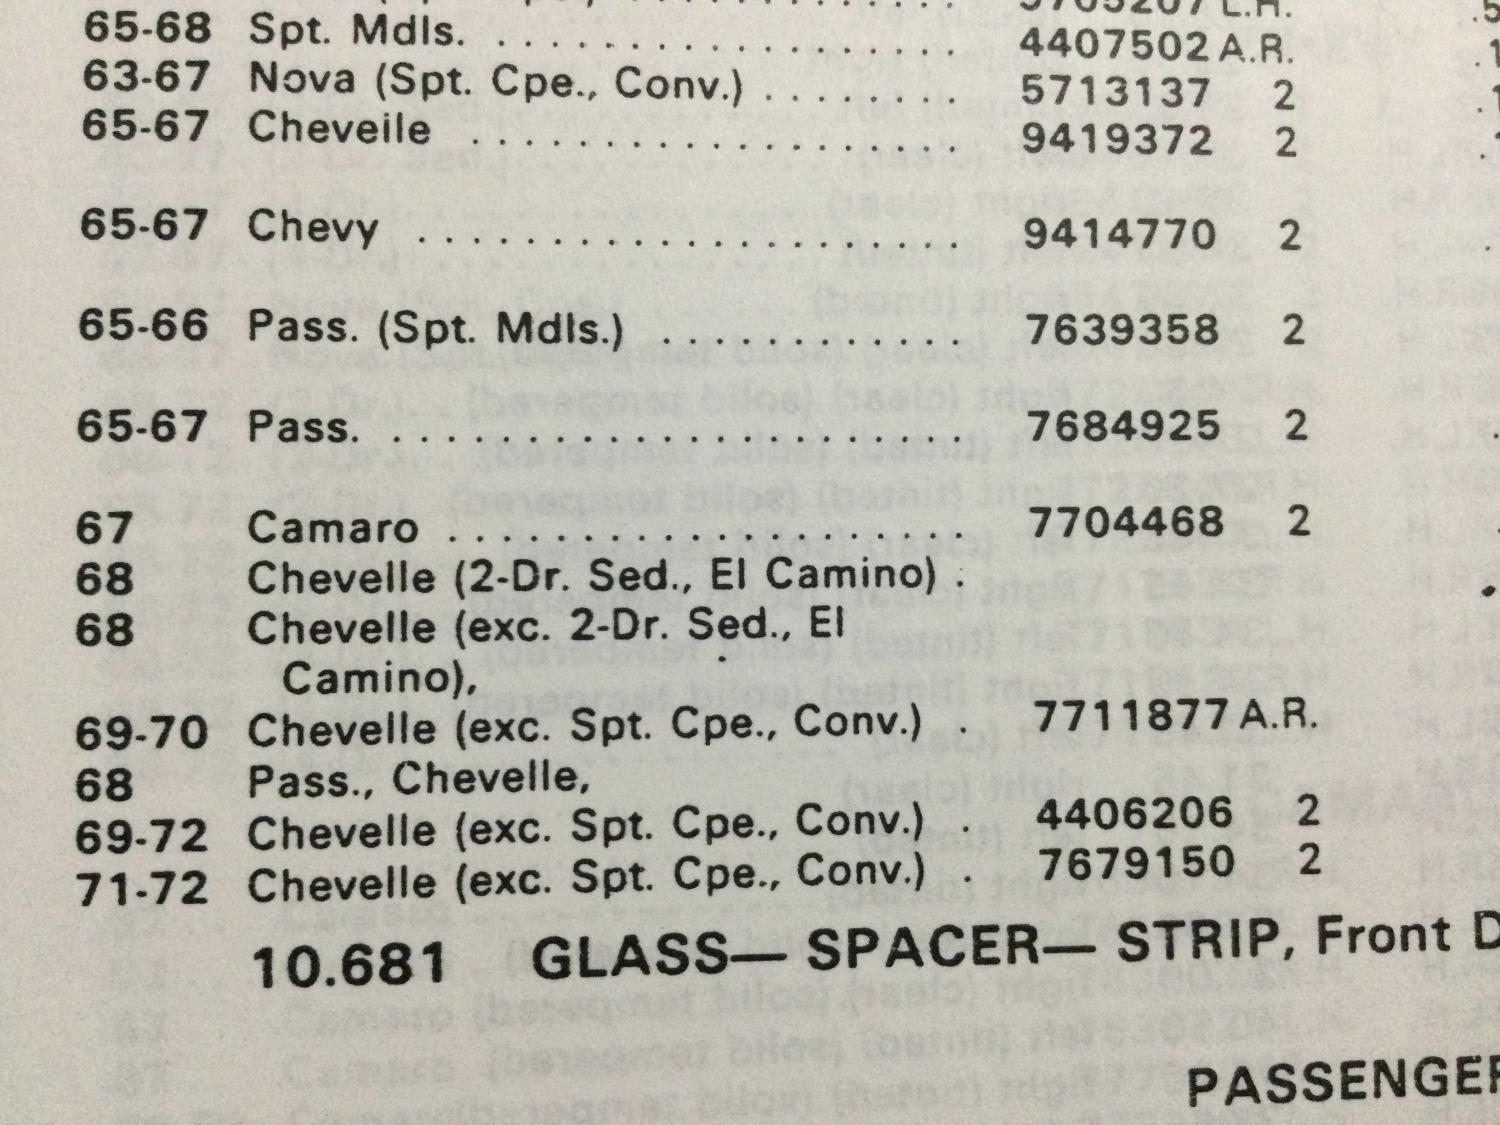 65-68 Spt. Mdls. .................. 4407502 A.R. .1
63-67 Nova (Spt. Cpe., Conv.) ........ 5713137 2 .1
65-67 Cheveile ................... 9419372 2 .
65-67 Chevy ..................... 9414770 2 .
65-66 Pass. (Spt. Mdls.) ............ 7639358 2
65-67 Pass. ...................... 7684925 2 .
67 Camaro .................... 7704468 2 .
68 Chevelle (2-Dr. Sed., El Camino) .
68 Chevelle (exc. 2-Dr. Sed., El
Camino),
69-70 Chevelle (exc. Spt. Cpe., Conv.) . 7711877 A.R.
68 Pass., Chevelle,
69-72 Chevelle (exc. Spt. Cpe., Conv.) . 4406206 2
71-72 Chevelle (exc. Spt. Cpe., Conv.) . 7679150 2
10.681 GLASS— SPACER— STRIP, Front D
PASSENGER